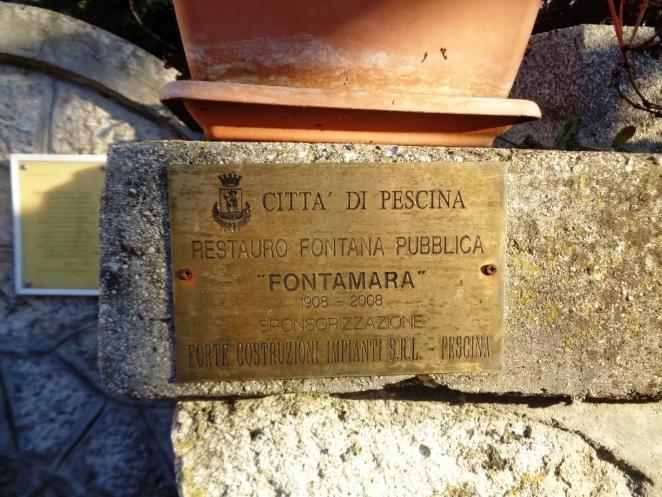 CITTA' DI PESCINA
RESTAURO FONTANA PUBBLICA
"FONTAMARA"
1908 - 2008
SPONSORIZZAZIONE
FORTE COSTRUZIONI IMPIANTI S.R.L. - PESCINA